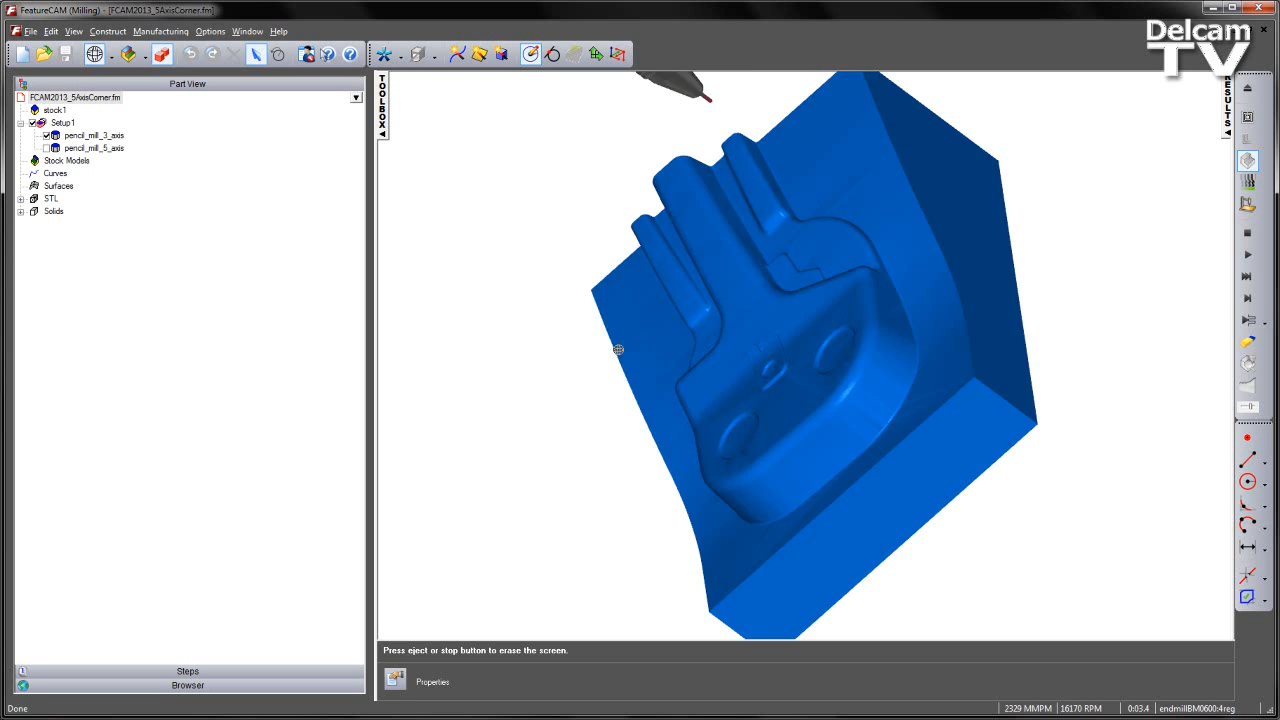 FeatureCAM (Milling) - [FCAM2013_5AxisCorner.fm]
File Edit View Construct Manufacturing Options Window Help
Delcam
TV
Part View
FCAM2013_5AxisCorner.fm
stock1
Setup1
pencil_mill_3_axis
pencil_mill_5_axis
Stock Models
Curves
Surfaces
STL
Solids
TOOLBOX
RESULTS
Steps
Browser
Press eject or stop button to erase the screen.
Properties
Done
2329 MMPM 16170 RPM 0:03.4 endmillBM0600:4reg